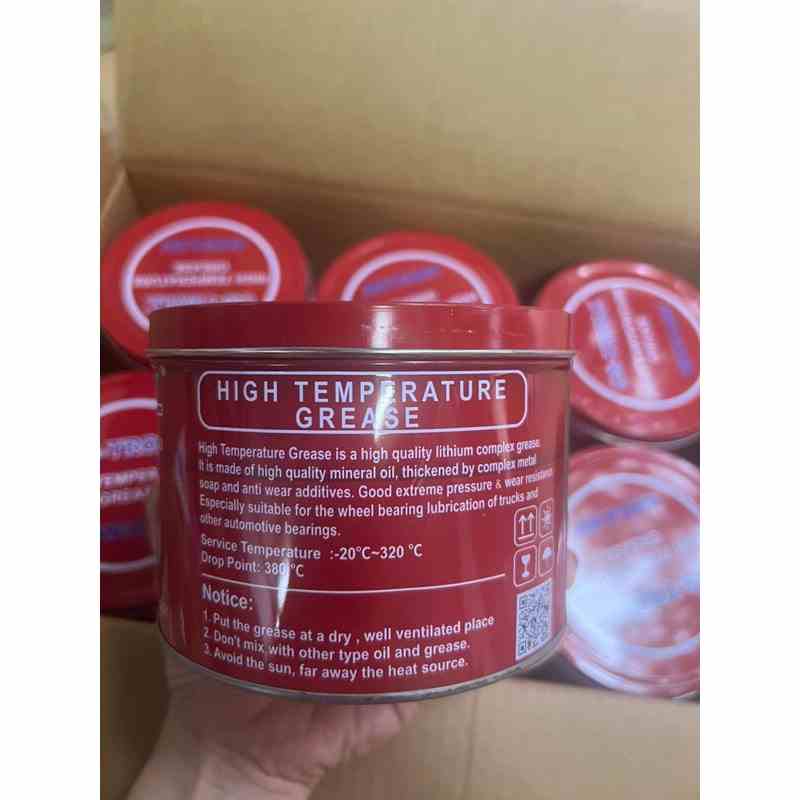 HIGH TEMPERATURE
GREASE
High Temperature Grease is a high quality lithium complex grease.
It is made of high quality mineral oil, thickened by complex metal
soap and anti wear additives. Good extreme pressure & wear resistance
Especially suitable for the wheel bearing lubrication of trucks and
other automotive bearings.
Service Temperature :-20°C~320 °C
Drop Point: 380 °C
Notice:
1. Put the grease at a dry , well ventilated place
2. Don't mix with other type oil and grease.
3. Avoid the sun, far away the heat source.